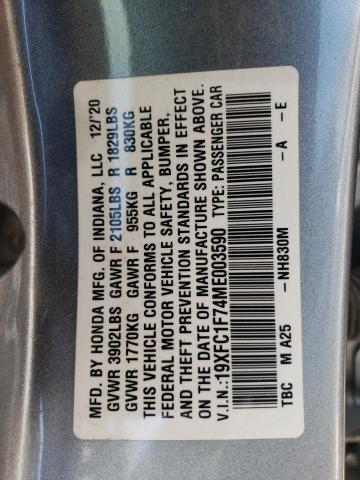 MFD. BY HONDA MFG. OF INDIANA, LLC 12/'20
GVWR 3902LBS GAWR F 2105LBS R 1829LBS
GVWR 1770KG GAWR F 955KG R 830KG
THIS VEHICLE CONFORMS TO ALL APPLICABLE
FEDERAL MOTOR VEHICLE SAFETY, BUMPER,
AND THEFT PREVENTION STANDARDS IN EFFECT
ON THE DATE OF MANUFACTURE SHOWN ABOVE.
V.I.N.:19XFC1F74ME003590 TYPE: PASSENGER CAR
TBC M A25 -NH830M -A -E